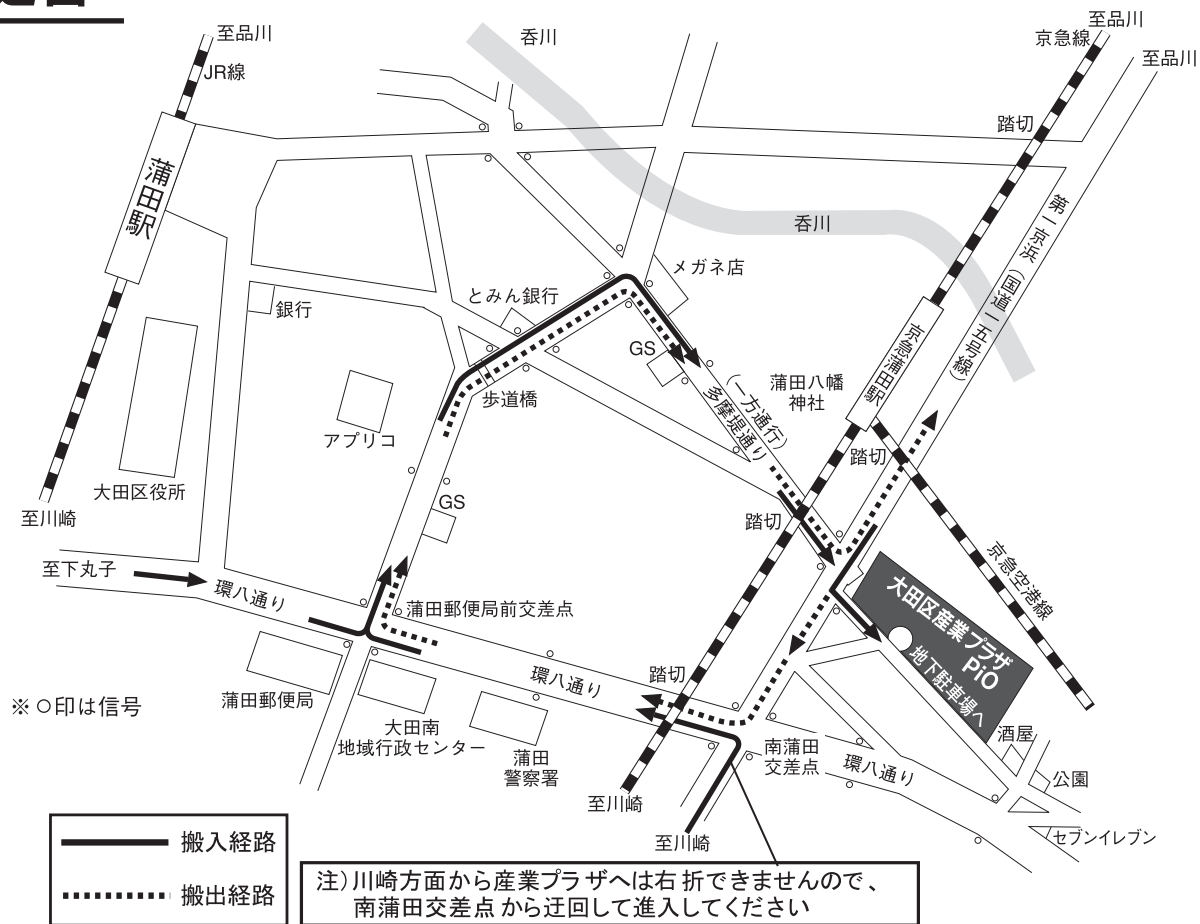 至品川
JR線
呑川
至品川
京急線
至品川
踏切
蒲田駅
呑川
第一京浜(国道一五号線)
メガネ店
とみん銀行
銀行
GS
京急蒲田駅
蒲田八幡
神社
(一方通行)
多摩堤通り
歩道橋
アプリコ
踏切
大田区役所
至川崎
GS
踏切
京急空港線
至下丸子
環八通り
蒲田郵便局前交差点
大田区産業プラザ
PiO
地下駐車場へ
踏切
環八通り
※○印は信号
蒲田郵便局
大田南
地域行政センター
蒲田
警察署
南蒲田
交差点
環八通り
酒屋
公園
セブンイレブン
至川崎
至川崎
搬入経路
搬出経路
注)川崎方面から産業プラザへは右折できませんので、
南蒲田交差点から迂回して進入してください